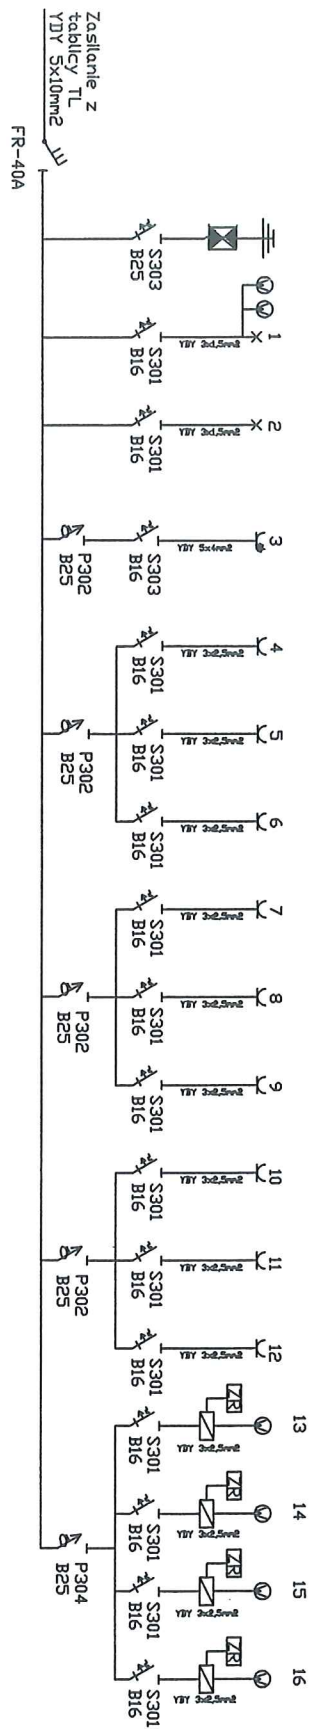 Zasilanie z
tablicy TL
YDY 5x10mm2
FR-40A
S303
B25
1
S301
B16
YDY 3x1,5mm2
2
S301
B16
YDY 3x1,5mm2
3
P302
B25
S303
B16
YDY 5x4mm2
P302
B25
4
S301
B16
YDY 3x2,5mm2
5
S301
B16
YDY 3x2,5mm2
6
S301
B16
YDY 3x2,5mm2
P302
B25
7
S301
B16
YDY 3x2,5mm2
8
S301
B16
YDY 3x2,5mm2
9
S301
B16
YDY 3x2,5mm2
P302
B25
10
S301
B16
YDY 3x2,5mm2
11
S301
B16
YDY 3x2,5mm2
12
S301
B16
YDY 3x2,5mm2
P304
B25
13
ZR
S301
B16
YDY 3x2,5mm2
14
ZR
S301
B16
YDY 3x2,5mm2
15
ZR
S301
B16
YDY 3x2,5mm2
16
ZR
S301
B16
YDY 3x2,5mm2